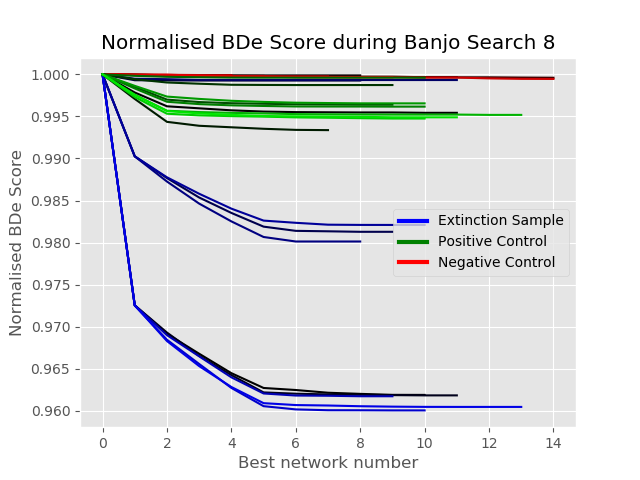 Normalised BDe Score during Banjo Search 8
1.000
0.995
0.990
0.985
0.980
0.975
0.970
0.965
0.960
Normalised BDe Score
Extinction Sample
Positive Control
Negative Control
0 2 4 6 8 10 12 14
Best network number